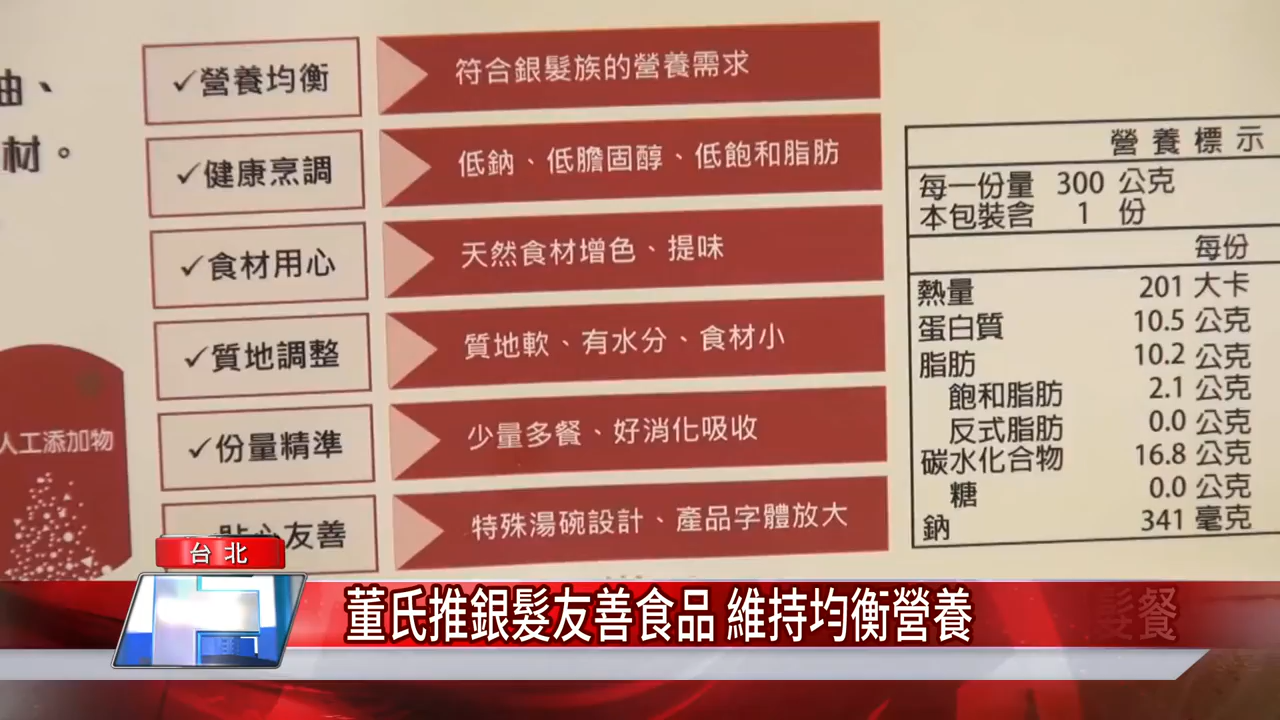 油、
材。
✓營養均衡 符合銀髮族的營養需求
✓健康烹調 低鈉、低膽固醇、低飽和脂肪
✓食材用心 天然食材增色、提味
✓質地調整 質地軟、有水分、食材小
✓份量精準 少量多餐、好消化吸收
貼心友善 特殊湯碗設計、產品字體放大
人工添加物
營養標示
每一份量 300 公克
本包裝含 1 份
每份
熱量 201 大卡
蛋白質 10.5 公克
脂肪 10.2 公克
飽和脂肪 2.1 公克
反式脂肪 0.0 公克
碳水化合物 16.8 公克
糖 0.0 公克
鈉 341 毫克
台北
董氏推銀髮友善食品 維持均衡營養
髮餐